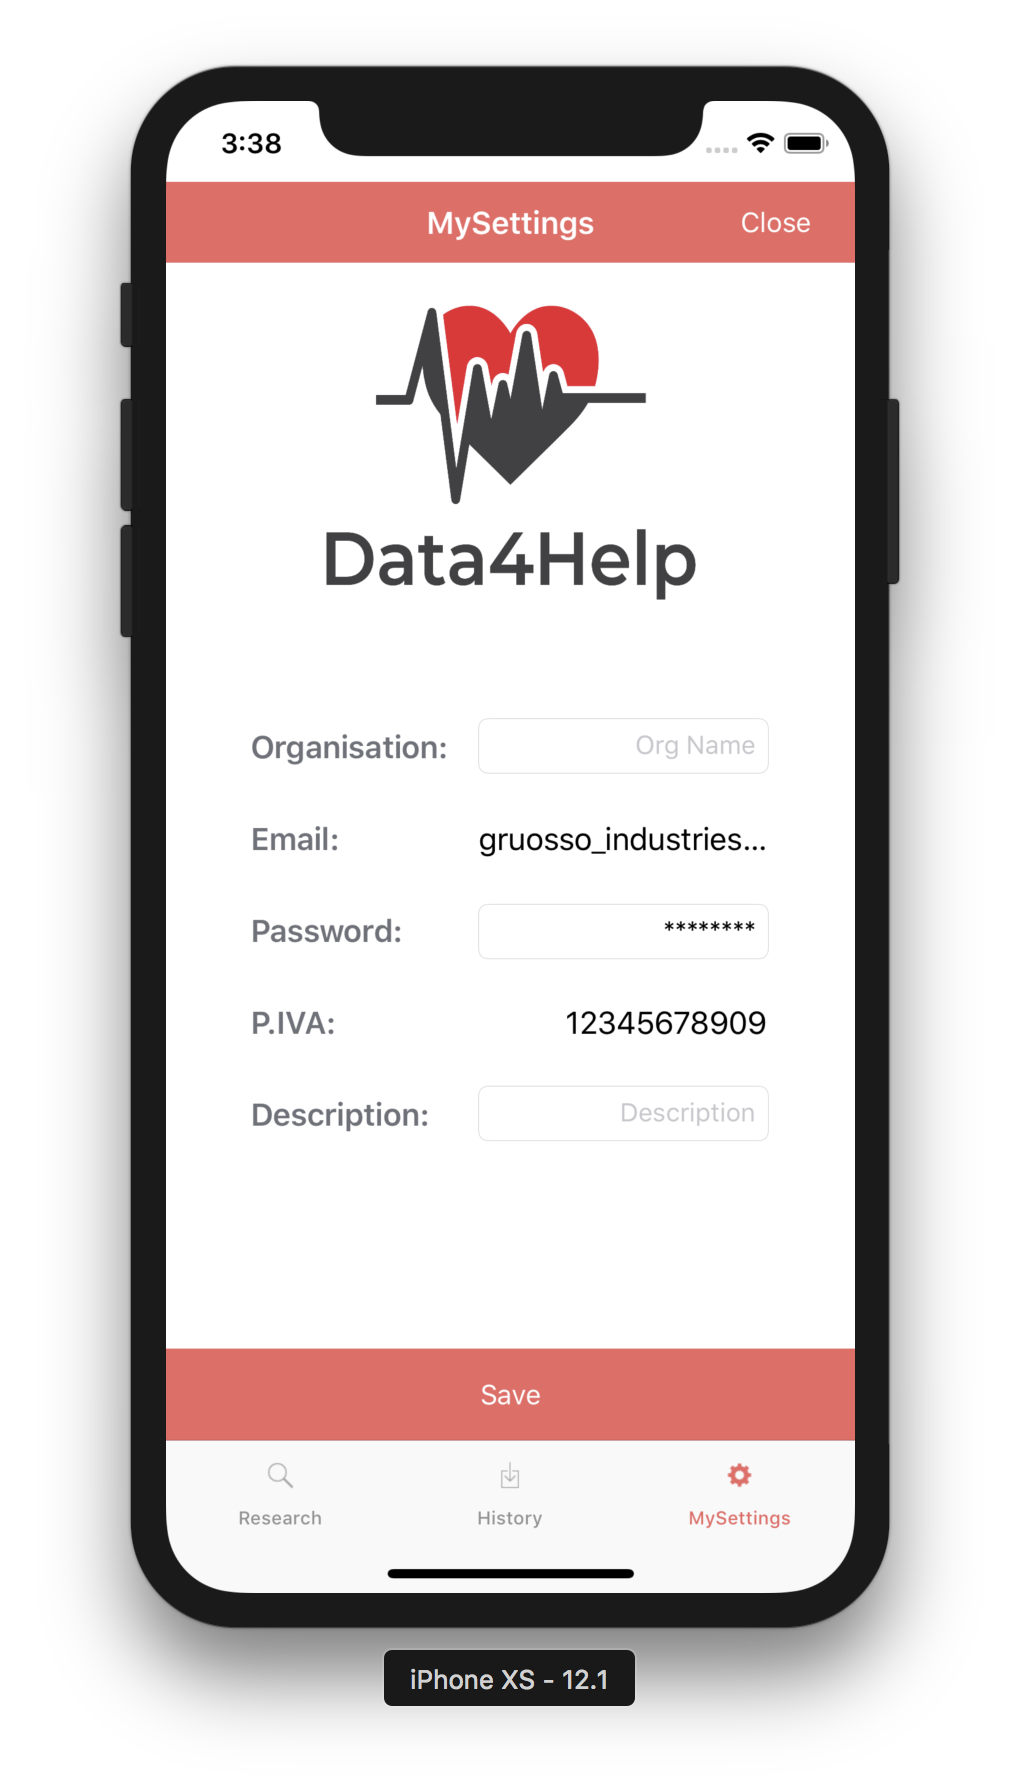 3:38
MySettings
Close
Data4Help
Organisation:
Org Name
Email:
gruosso_industries...
Password:
********
P.IVA:
12345678909
Description:
Description
Save
Research
History
MySettings
iPhone XS - 12.1